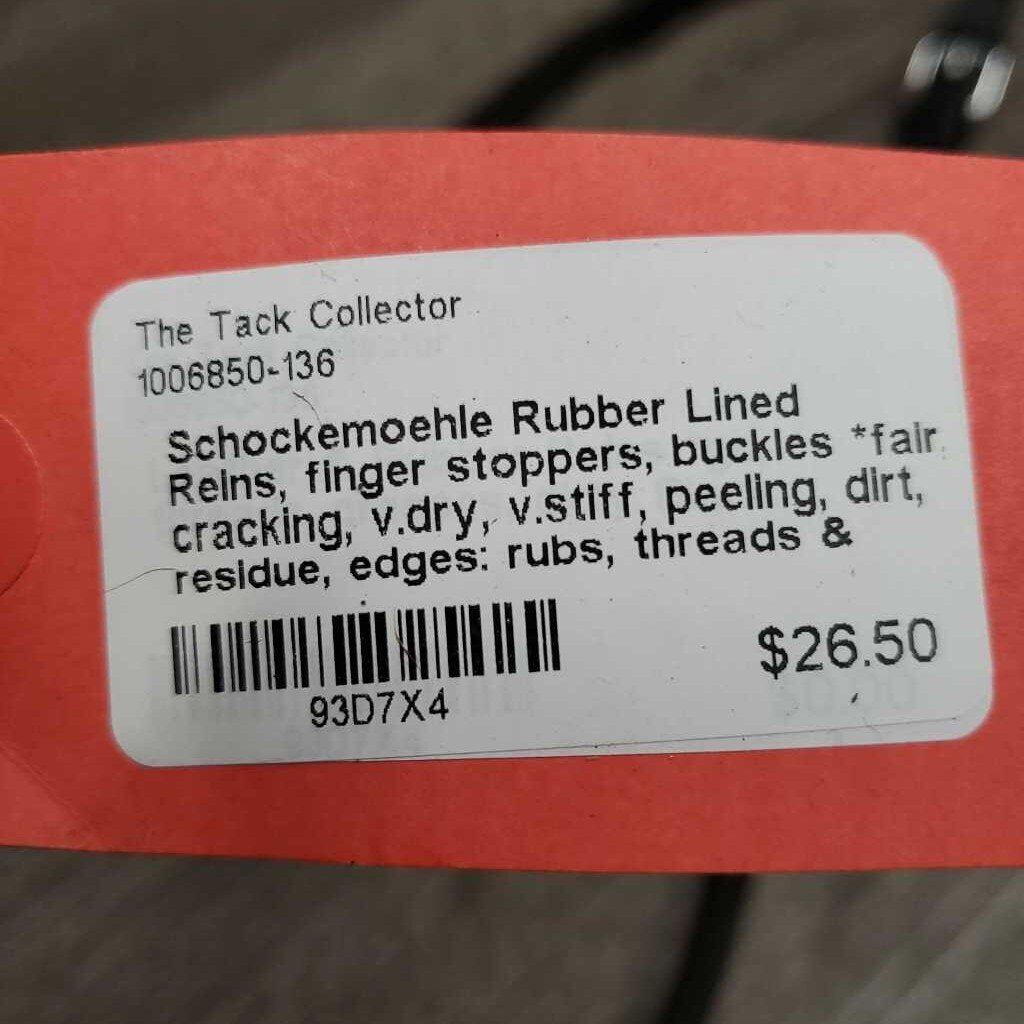 The Tack Collector
1006850-136
Schockemoehle Rubber Lined
Reins, finger stoppers, buckles *fair,
cracking, v.dry, v.stiff, peeling, dirt,
residue, edges: rubs, threads &
93D7X4
$26.50